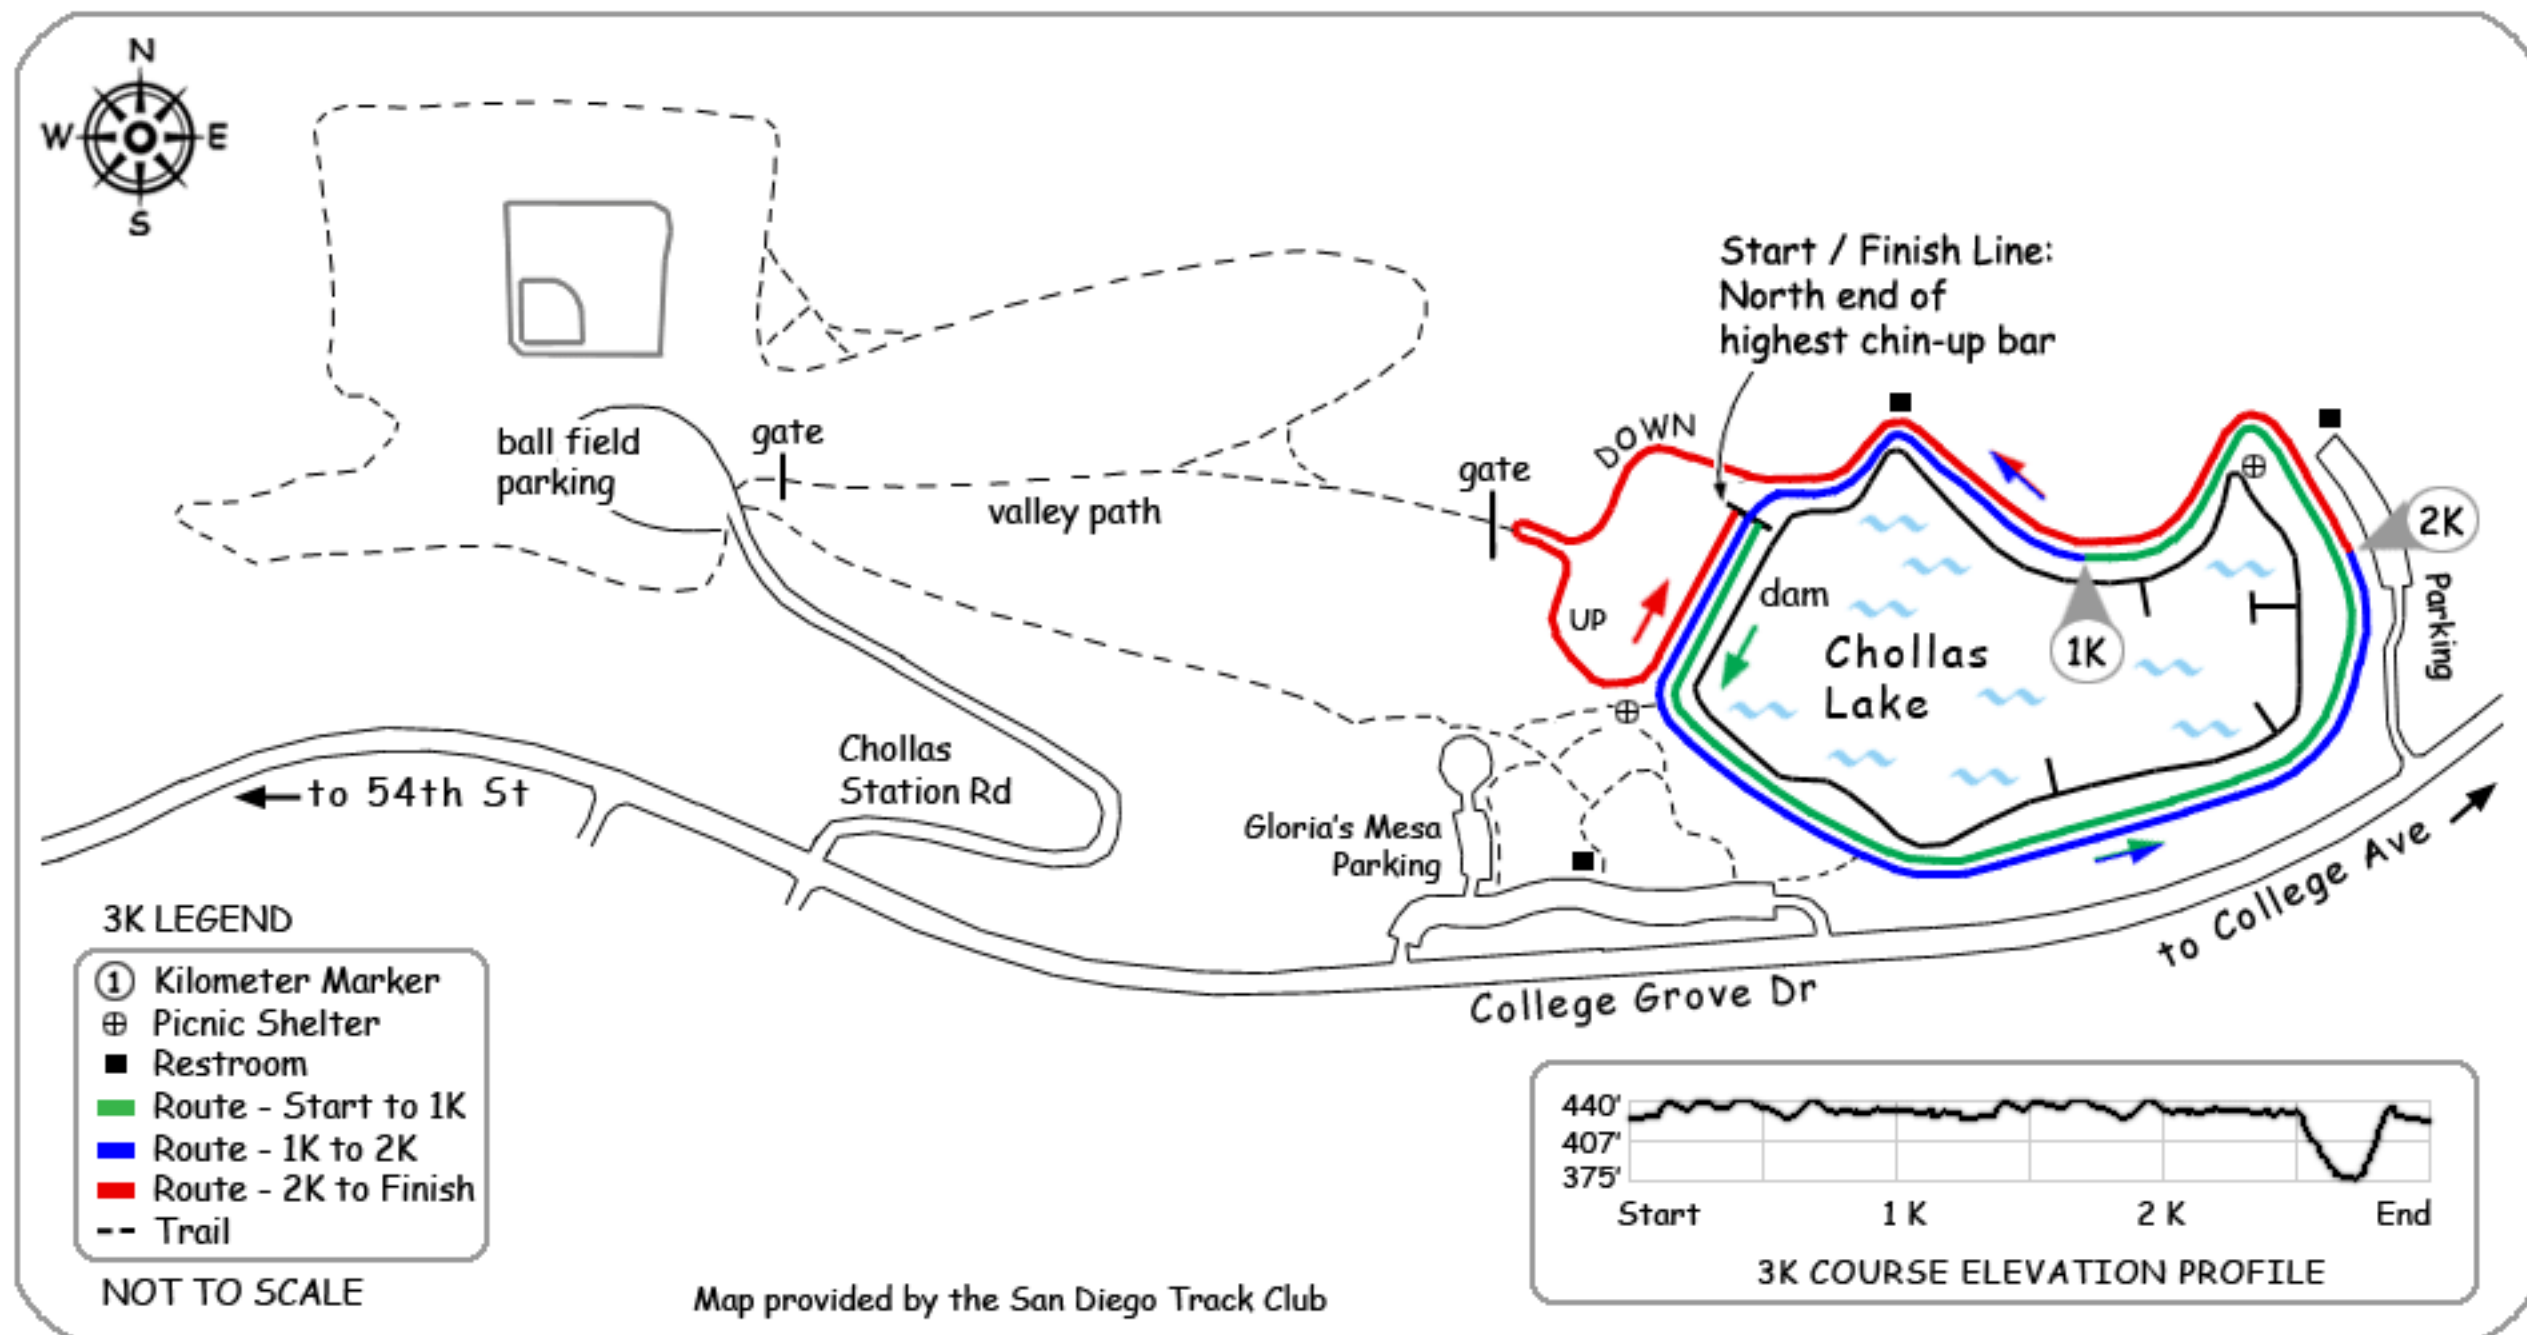 N
W E
S
Start / Finish Line:
North end of
highest chin-up bar
DOWN
ball field
parking
gate
gate
valley path
UP
dam
Chollas
Lake
1K
2K
Parking
Chollas
Station Rd
to 54th St
Gloria's Mesa
Parking
College Grove Dr
to College Ave
3K LEGEND
1 Kilometer Marker
Picnic Shelter
Restroom
Route - Start to 1K
Route - 1K to 2K
Route - 2K to Finish
Trail
NOT TO SCALE
Map provided by the San Diego Track Club
440'
407'
375'
Start 1 K 2 K End
3K COURSE ELEVATION PROFILE